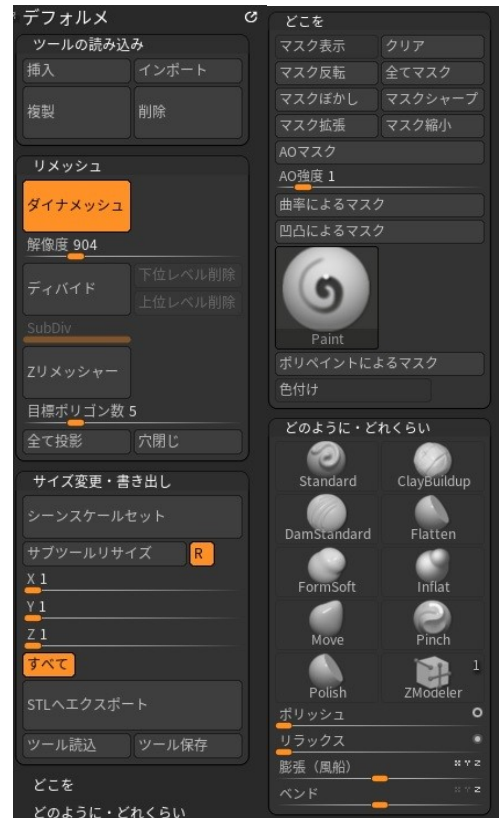 デフォルメ
ツールの読み込み
挿入 インポート
複製 削除
リメッシュ
ダイナメッシュ
解像度 904
ディバイド
下位レベル削除
上位レベル削除
SubDiv
Zリメッシャー
目標ポリゴン数 5
全て投影 穴閉じ
サイズ変更・書き出し
シーンスケールセット
サブツールリサイズ R
X 1
Y 1
Z 1
すべて
STLへエクスポート
ツール読込 ツール保存
どこを
どのように・どれくらい
どこを
マスク表示 クリア
マスク反転 全てマスク
マスクぼかし マスクシャープ
マスク拡張 マスク縮小
AOマスク
AO強度 1
曲率によるマスク
凹凸によるマスク
Paint
ポリペイントによるマスク
色付け
どのように・どれくらい
Standard ClayBuildup
DamStandard Flatten
FormSoft Inflat
Move Pinch
1
Polish ZModeler
ポリッシュ
リラックス
膨張（風船） X Y Z
ベンド X Y Z